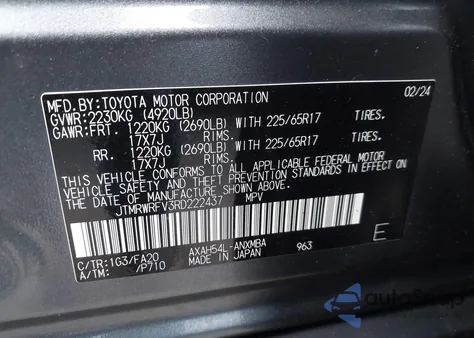 MFD.BY:TOYOTA MOTOR CORPORATION 02/24
GVWR:2230KG (4920LB)
GAWR:FRT. 1220KG (2690LB) WITH 225/65R17 TIRES.
17X7J RIMS.
RR. 1220KG (2690LB) WITH 225/65R17 TIRES.
17X7J RIMS.
THIS VEHICLE CONFORMS TO ALL APPLICABLE FEDERAL MOTOR
VEHICLE SAFETY AND THEFT PREVENTION STANDARDS IN EFFECT ON
THE DATE OF MANUFACTURE SHOWN ABOVE.
JTMRWRFV3RD222437 MPV
C/TR:1G3/FA20 AXAH54L-ANXMBA 963 E
A/TM: /P710 MADE IN JAPAN
autoSnap